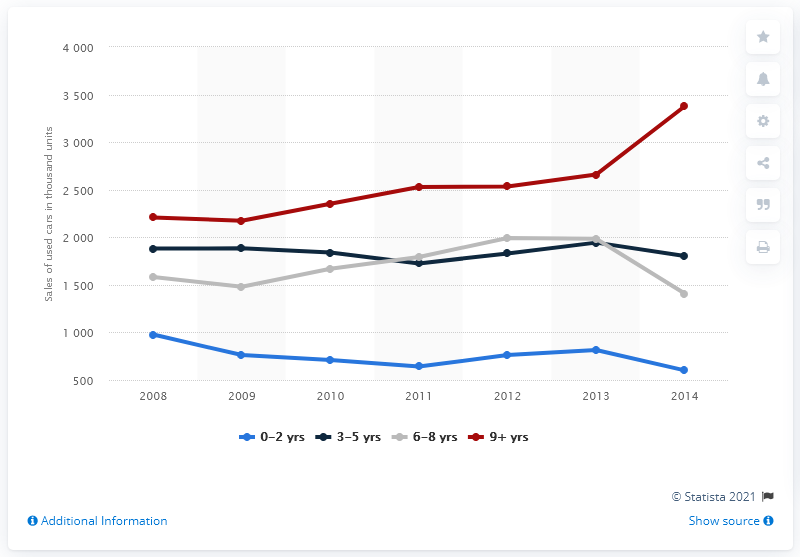 4 000
3 500
3 000
2 500
2 000
1 500
1 000
500
Sales of used cars in thousand units
2008 2009 2010 2011 2012 2013 2014
0–2 yrs 3–5 yrs 6–8 yrs 9+ yrs
© Statista 2021
Additional Information
Show source